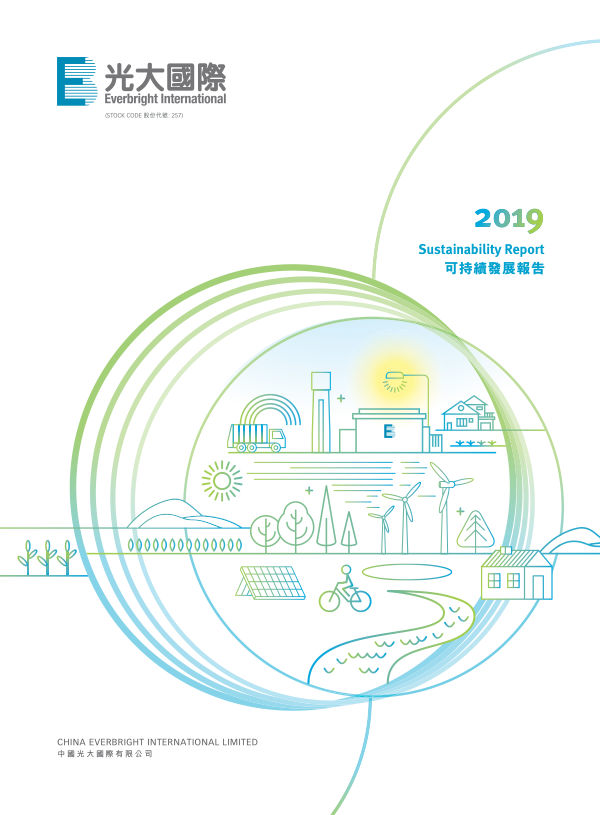 光大國際
Everbright International
(STOCK CODE 股份代號: 257)
2019
Sustainability Report
可持續發展報告
CHINA EVERBRIGHT INTERNATIONAL LIMITED
中國光大國際有限公司